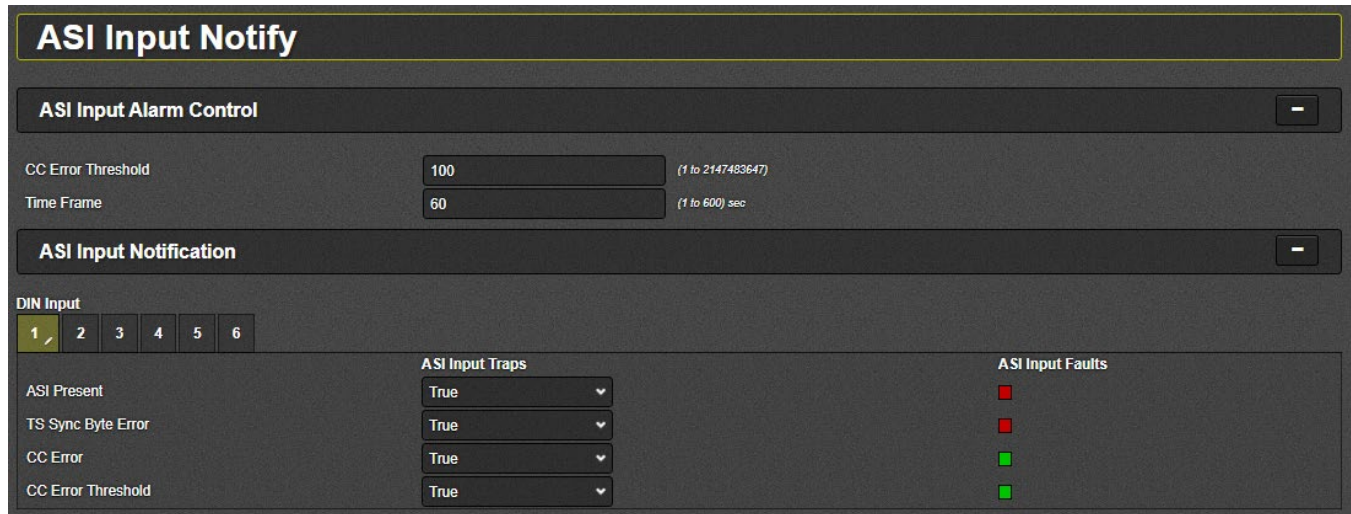 ASI Input Notify
ASI Input Alarm Control
CC Error Threshold 100 (1 to 2147483647)
Time Frame 60 (1 to 600) sec
ASI Input Notification
DIN Input
1 2 3 4 5 6
ASI Input Traps ASI Input Faults
ASI Present True
TS Sync Byte Error True
CC Error True
CC Error Threshold True